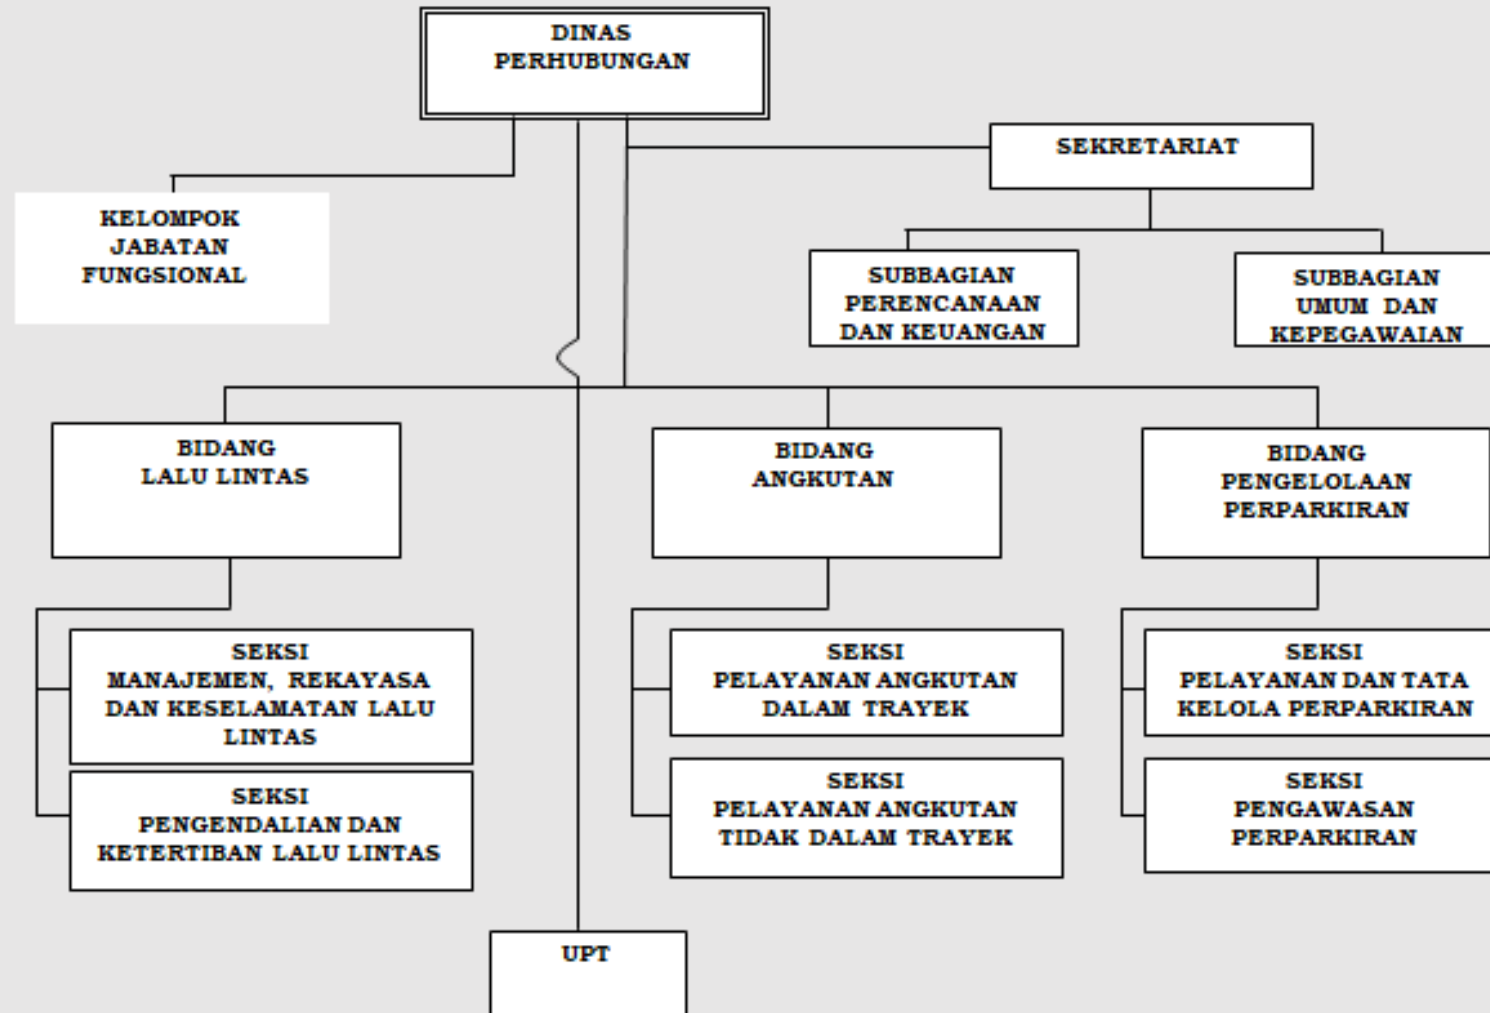 DINAS
PERHUBUNGAN
SEKRETARIAT
KELOMPOK
JABATAN
FUNGSIONAL
SUBBAGIAN
PERENCANAAN
DAN KEUANGAN
SUBBAGIAN
UMUM DAN
KEPEGAWAIAN
BIDANG
LALU LINTAS
BIDANG
ANGKUTAN
BIDANG
PENGELOLAAN
PERPARKIRAN
SEKSI
MANAJEMEN, REKAYASA
DAN KESELAMATAN LALU
LINTAS
SEKSI
PELAYANAN ANGKUTAN
DALAM TRAYEK
SEKSI
PELAYANAN DAN TATA
KELOLA PERPARKIRAN
SEKSI
PENGENDALIAN DAN
KETERTIBAN LALU LINTAS
SEKSI
PELAYANAN ANGKUTAN
TIDAK DALAM TRAYEK
SEKSI
PENGAWASAN
PERPARKIRAN
UPT